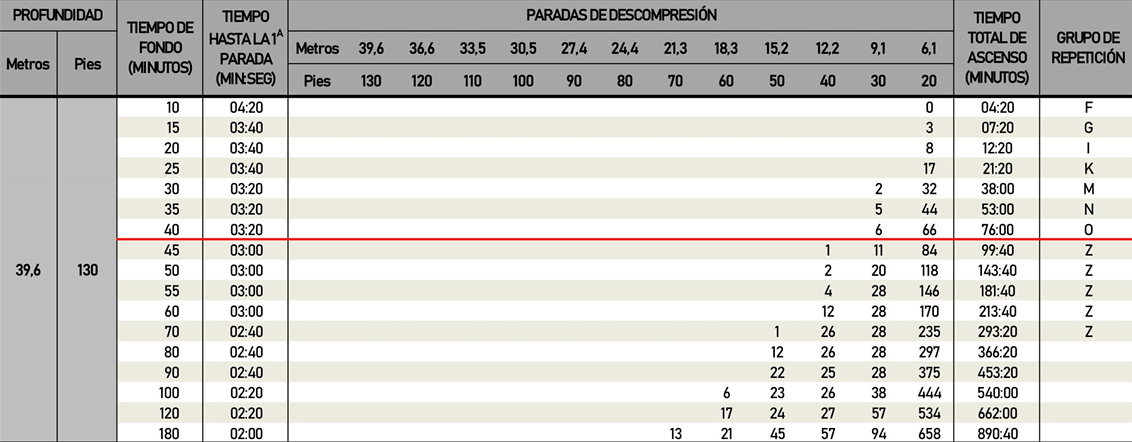 PROFUNDIDAD TIEMPO DE FONDO (MINUTOS) TIEMPO HASTA LA 1ᴬ PARADA (MIN:SEG) PARADAS DE DESCOMPRESIÓN TIEMPO TOTAL DE ASCENSO (MINUTOS) GRUPO DE REPETICIÓN
Metros Pies Metros 39,6 36,6 33,5 30,5 27,4 24,4 21,3 18,3 15,2 12,2 9,1 6,1
Pies 130 120 110 100 90 80 70 60 50 40 30 20
10 04:20 0 04:20 F
15 03:40 3 07:20 G
20 03:40 8 12:20 I
25 03:40 17 21:20 K
30 03:20 2 32 38:00 M
35 03:20 5 44 53:00 N
40 03:20 6 66 76:00 O
45 03:00 1 11 84 99:40 Z
39,6 130 50 03:00 2 20 118 143:40 Z
55 03:00 4 28 146 181:40 Z
60 03:00 12 28 170 213:40 Z
70 02:40 1 26 28 235 293:20 Z
80 02:40 12 26 28 297 366:20
90 02:40 22 25 28 375 453:20
100 02:20 6 23 26 38 444 540:00
120 02:20 17 24 27 57 534 662:00
180 02:00 13 21 45 57 94 658 890:40